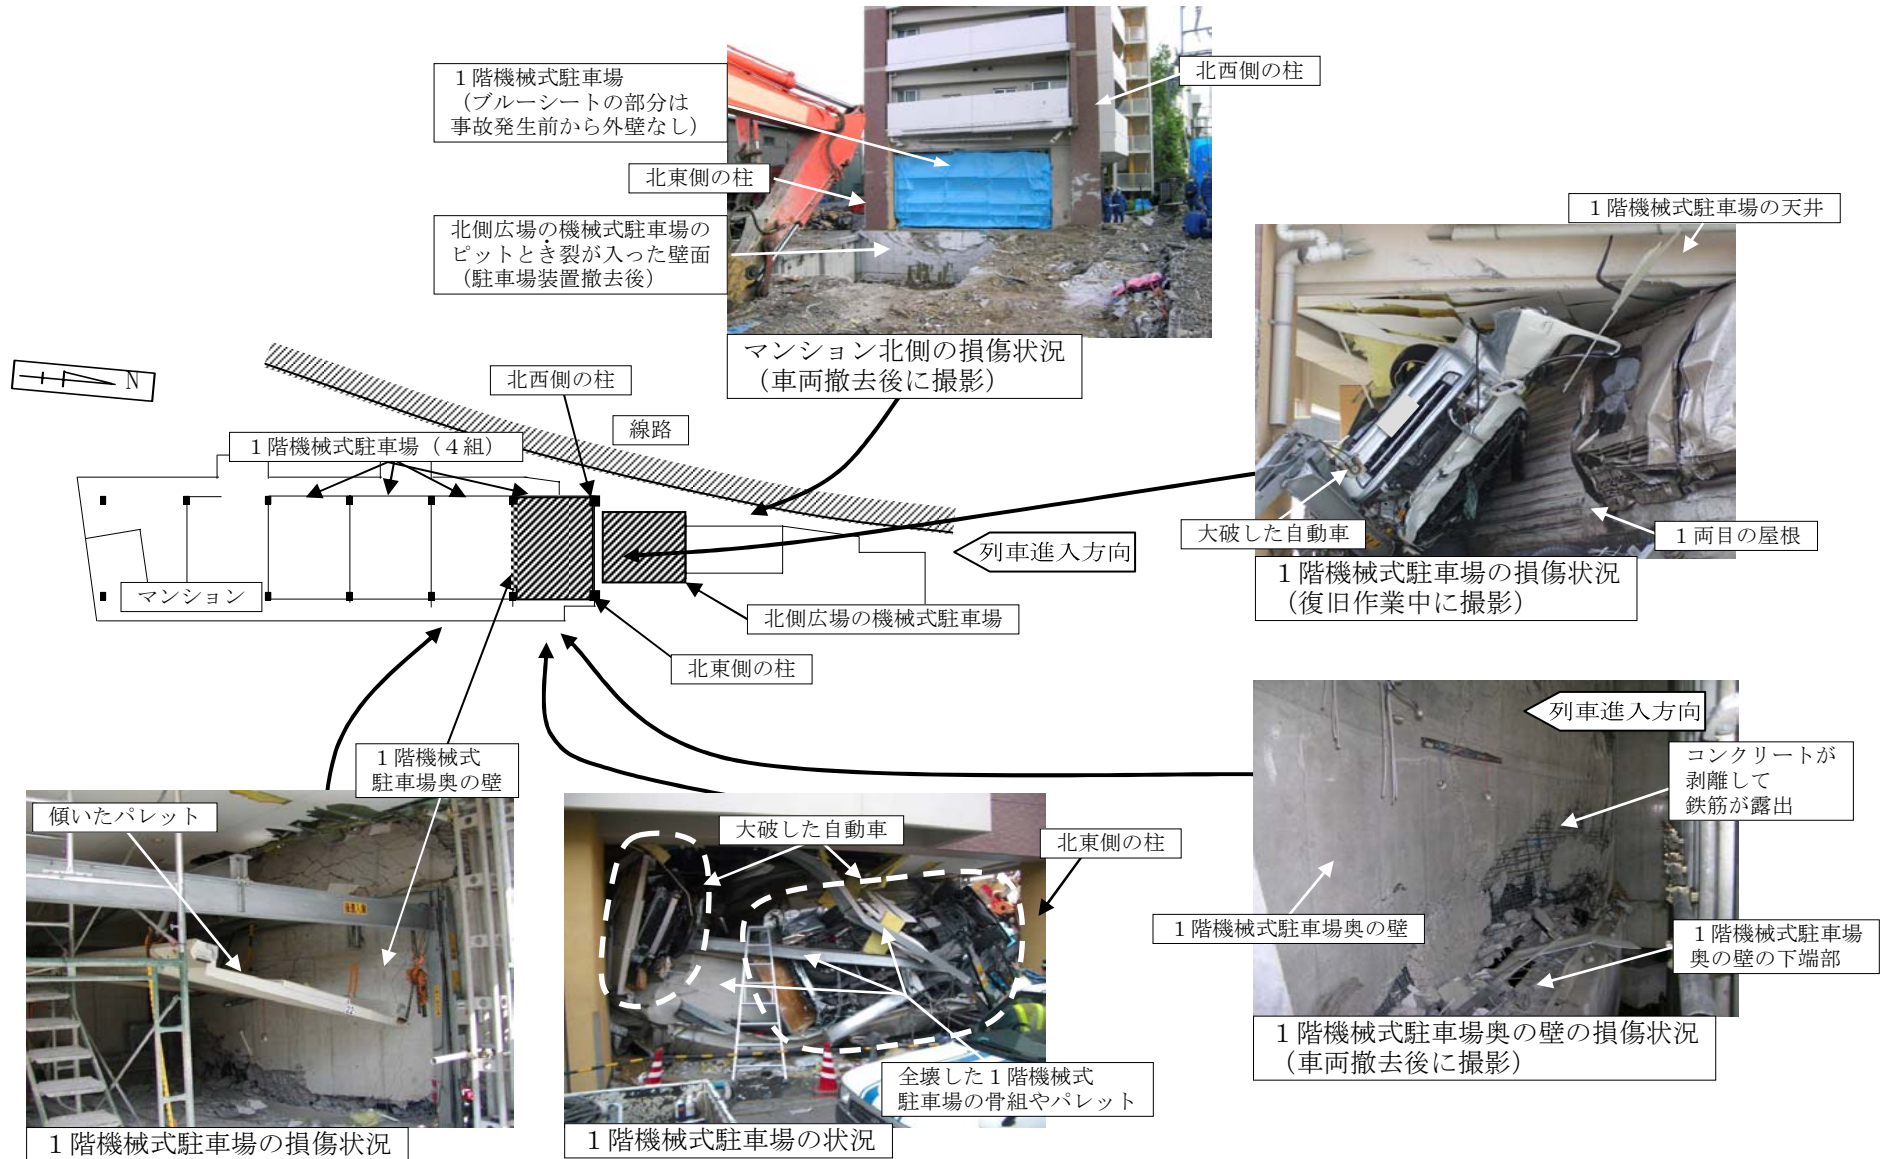 1階機械式駐車場
（ブルーシートの部分は
事故発生前から外壁なし）
北西側の柱
北東側の柱
北側広場の機械式駐車場の
ピットとき裂が入った壁面
（駐車場装置撤去後）
マンション北側の損傷状況
（車両撤去後に撮影）
1階機械式駐車場の天井
大破した自動車
1両目の屋根
1階機械式駐車場の損傷状況
（復旧作業中に撮影）
N
北西側の柱
線路
1階機械式駐車場（4組）
列車進入方向
マンション
北側広場の機械式駐車場
北東側の柱
1階機械式
駐車場奥の壁
傾いたパレット
1階機械式駐車場の損傷状況
大破した自動車
北東側の柱
全壊した1階機械式
駐車場の骨組やパレット
1階機械式駐車場の状況
列車進入方向
コンクリートが
剥離して
鉄筋が露出
1階機械式駐車場奥の壁
1階機械式駐車場
奥の壁の下端部
1階機械式駐車場奥の壁の損傷状況
（車両撤去後に撮影）